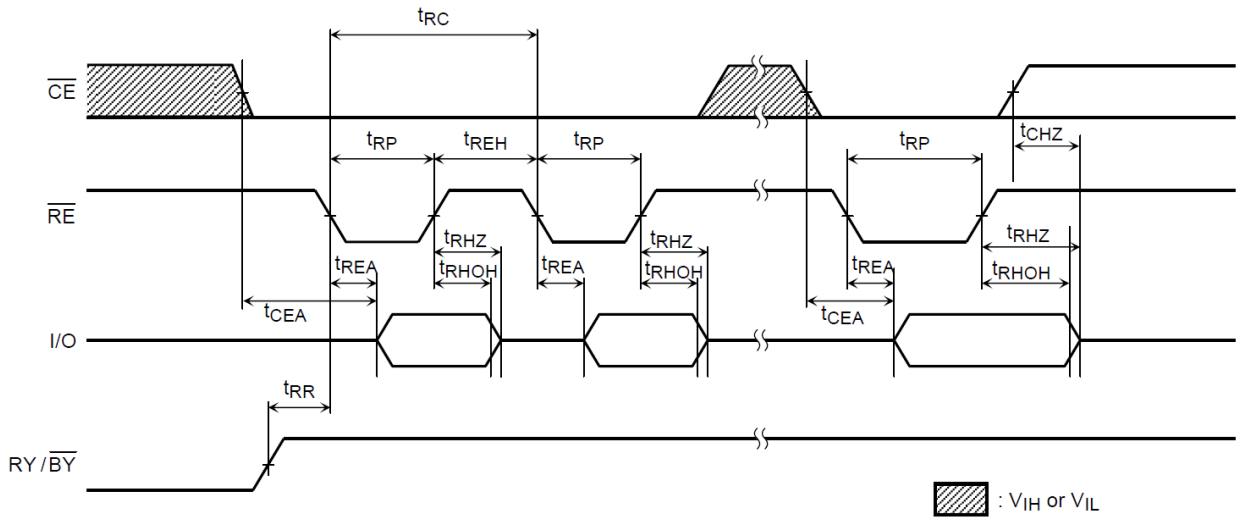 tRC
CE
tCHZ
tRP tREH tRP tRP
RE
tRHZ tRHZ tRHZ
tREA tRHOH tREA tRHOH tREA tRHOH
tCEA tCEA
I/O
tRR
RY/BY
: VIH or VIL